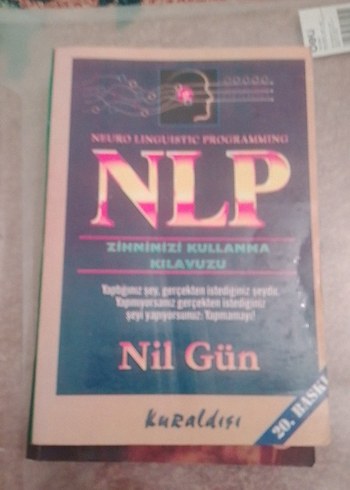 NEURO LINGUISTIC PROGRAMMING
NLP
ZİHNİNİZİ KULLANMA
KILAVUZU
Yaptığınız şey, gerçekten istediğiniz şeydir.
Yapmıyorsanız gerçekten istediğiniz
şeyi yapıyorsunuz: Yapmamayı!
Nil Gün
Kuraldışı
20. BASKI